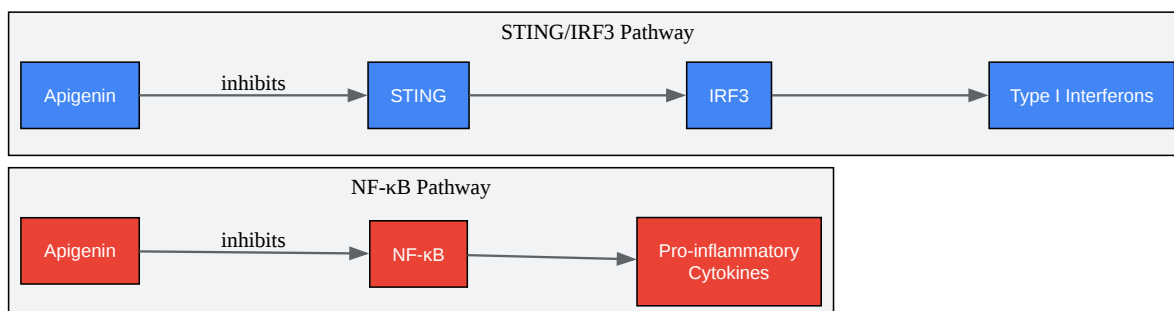 STING/IRF3 Pathway
Apigenin
inhibits
STING
IRF3
Type I Interferons
NF-κB Pathway
Apigenin
inhibits
NF-κB
Pro-inflammatory
Cytokines